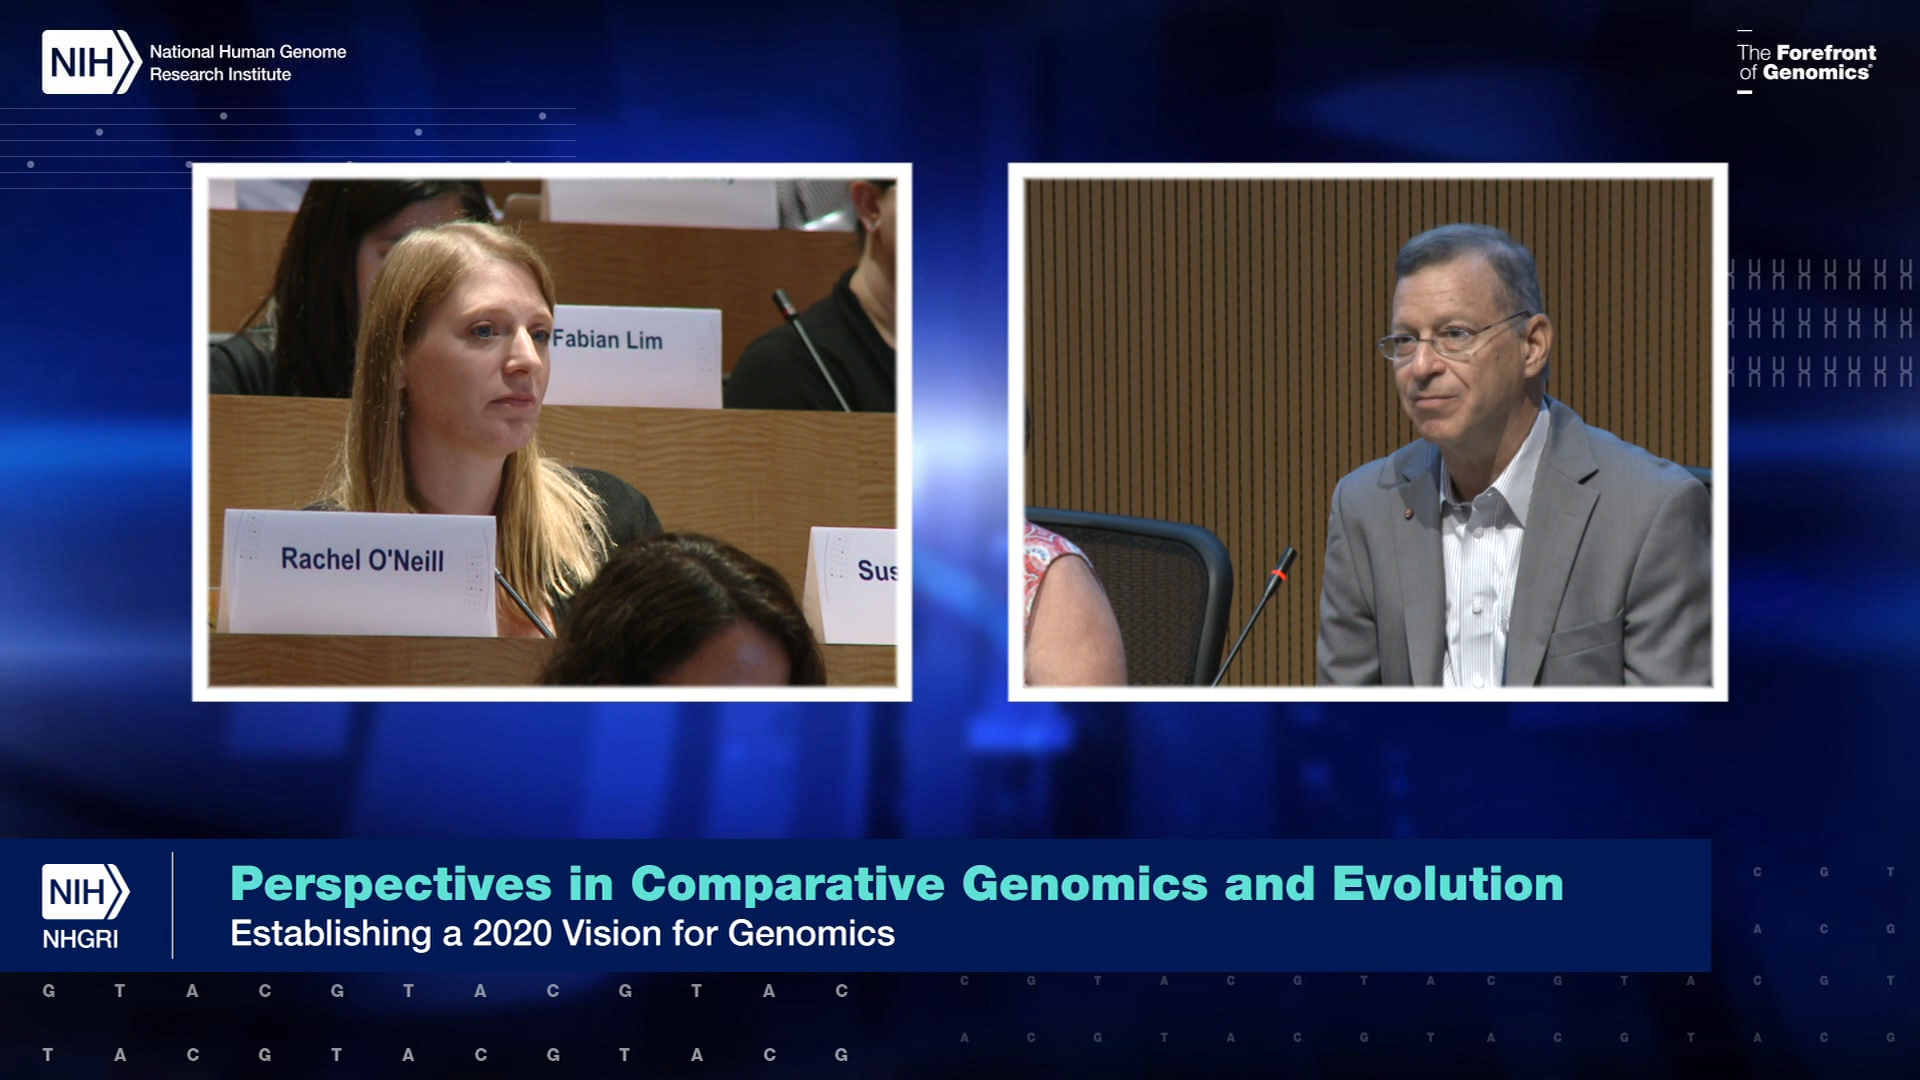 NIH
National Human Genome
Research Institute
The Forefront
of Genomics®
Fabian Lim
Rachel O'Neill
Sus
NIH
NHGRI
Perspectives in Comparative Genomics and Evolution
Establishing a 2020 Vision for Genomics
C G T
A C G
G T A C G T A C G T A C
C G T A C G T A C G T A C G T
T A C G T A C G T A C G
A C G T A C G T A C G T A C G